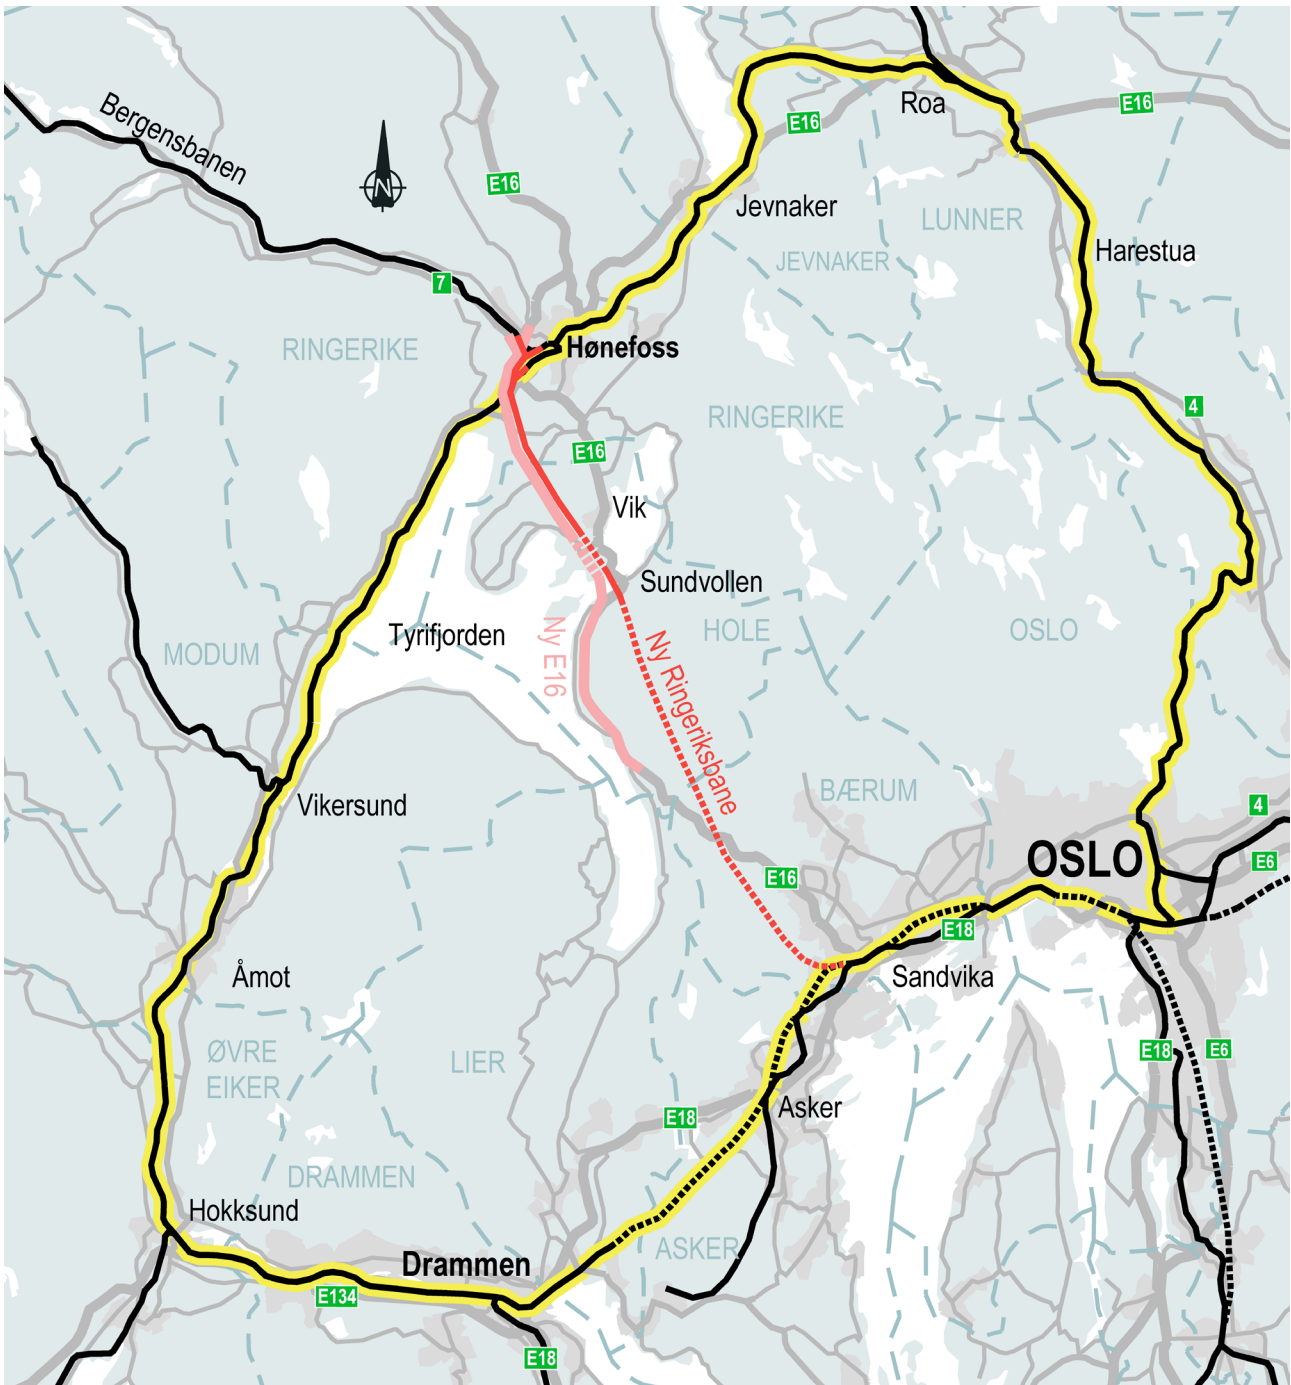 Roa
E16
E16
Bergensbanen
N
E16
Jevnaker
LUNNER
Harestua
JEVNAKER
7
RINGERIKE
Hønefoss
4
RINGERIKE
E16
Vik
Sundvollen
Tyrifjorden
HOLE
OSLO
MODUM
Ny E16
Ny Ringeriksbane
Vikersund
BÆRUM
4
OSLO
E6
E16
E18
Åmot
Sandvika
ØVRE
EIKER
LIER
E18
E6
Asker
E18
DRAMMEN
Hokksund
ASKER
Drammen
E134
E18